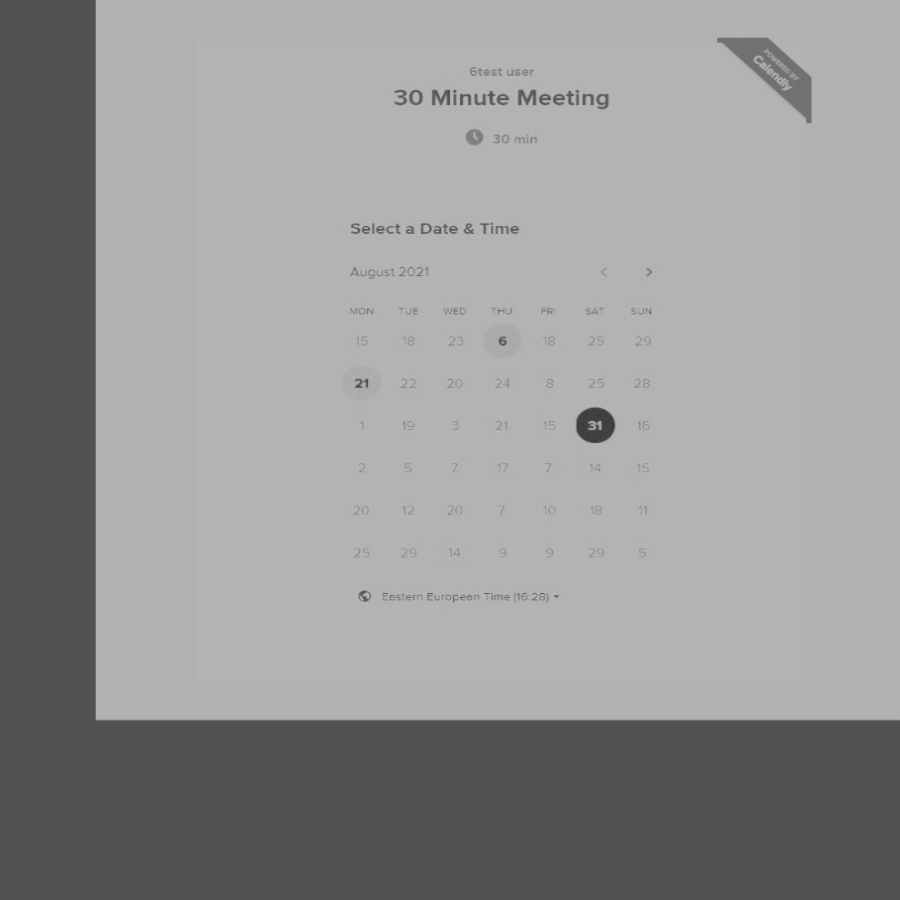 6test user
POWERED BY
Calendly
30 Minute Meeting
30 min
Select a Date & Time
August 2021
MON TUE WED THU FRI SAT SUN
15 18 23 6 18 25 29
21 22 20 24 8 25 28
1 19 3 21 15 31 16
2 5 7 17 7 14 15
20 12 20 7 10 18 11
25 29 14 9 9 29 5
Eastern European Time (16:28)